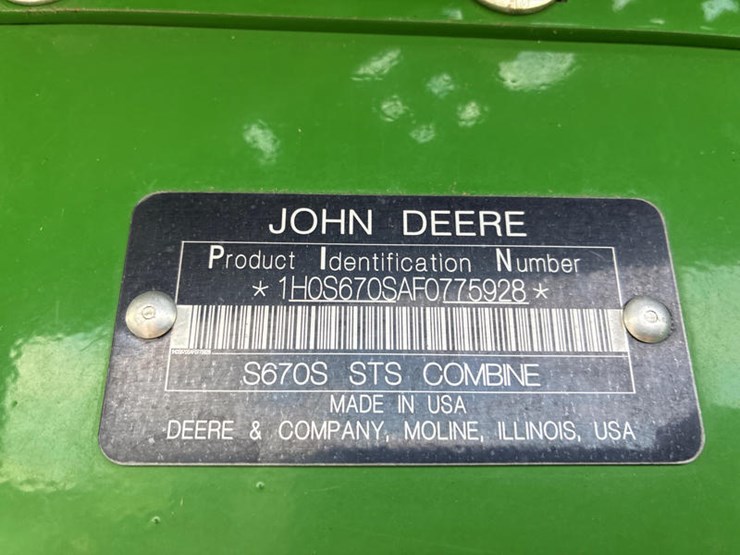 JOHN DEERE
Product Identification Number
* 1H0S670SAF0775928 *
S670S STS COMBINE
MADE IN USA
DEERE & COMPANY, MOLINE, ILLINOIS, USA